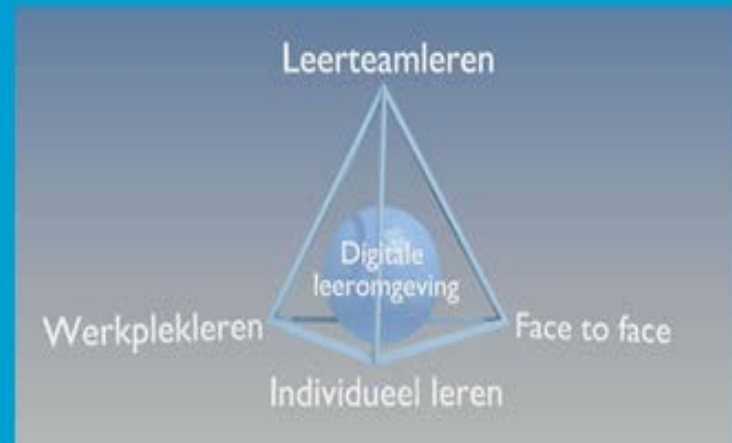 Leerteamleren
Digitale
leeromgeving
Werkplekleren
Face to face
Individueel leren